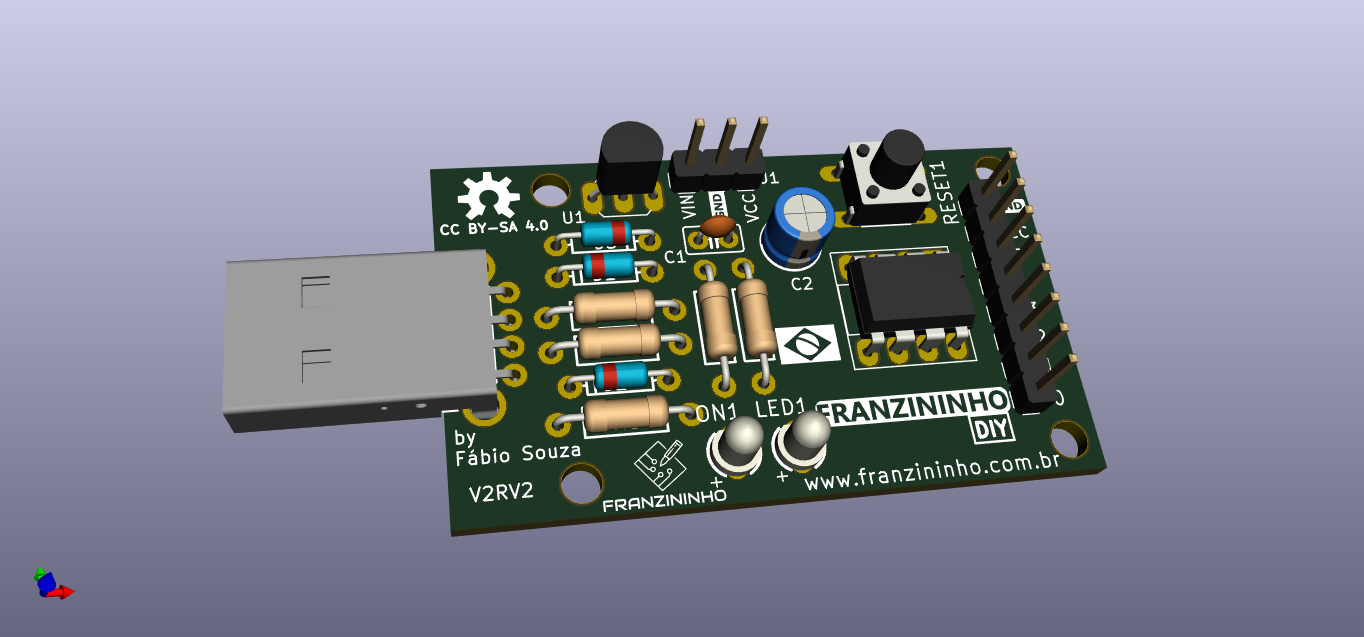 CC BY-SA 4.0
U1
VIN
GND
VCC
C1
C2
RESET1
ON1
LED1
FRANZININHO
DIY
by
Fábio Souza
V2RV2
FRANZININHO
+
+
www.franzininho.com.br